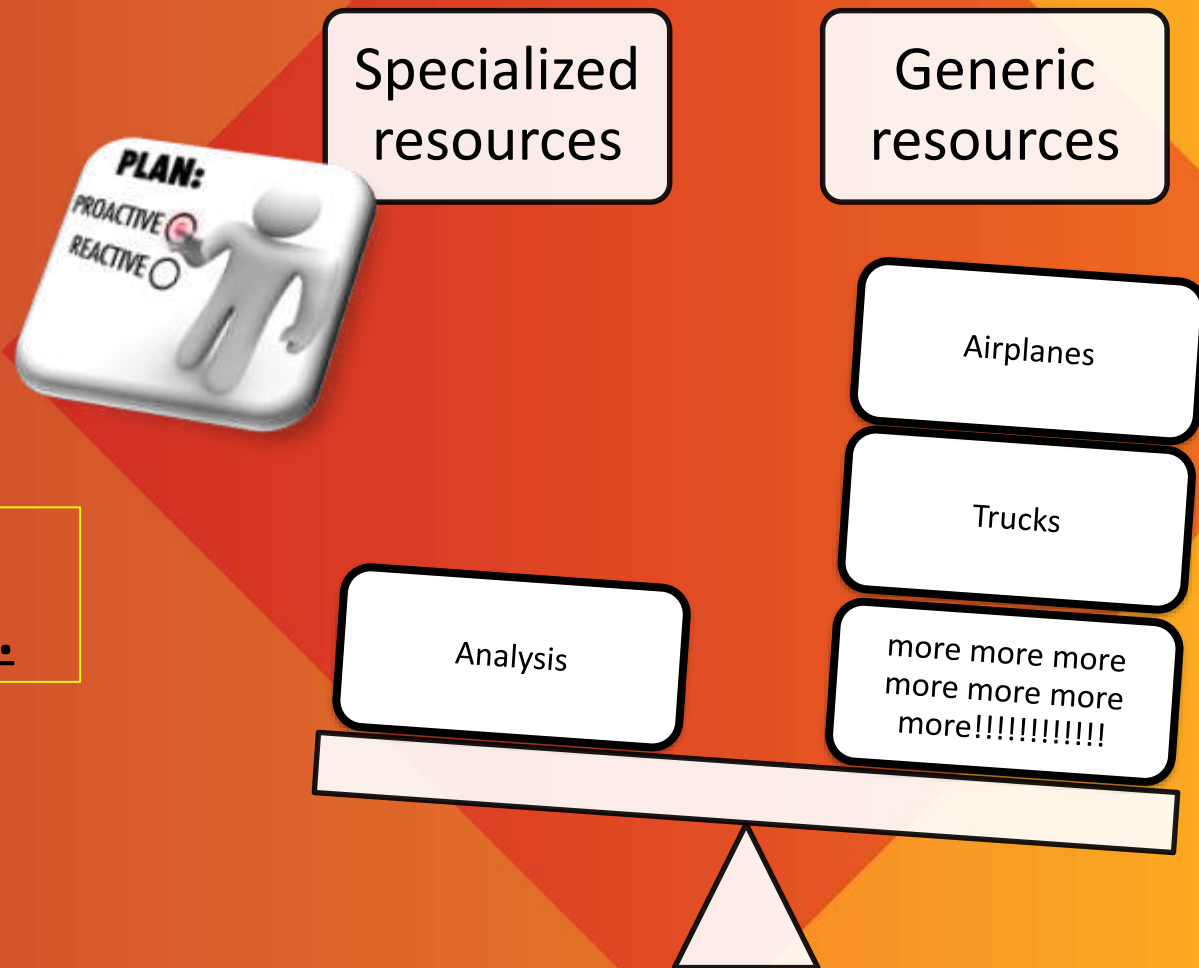 Specialized
resources
Generic
resources
PLAN:
PROACTIVE
REACTIVE
Airplanes
Trucks
Analysis
more more more
more more more
more!!!!!!!!!!!!
.